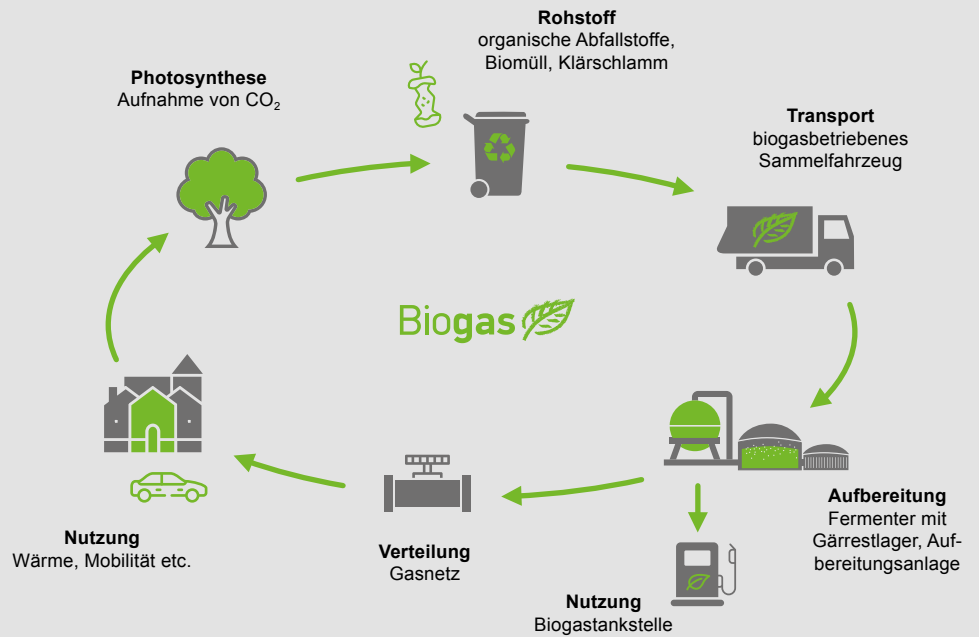 Rohstoff
organische Abfallstoffe,
Biomüll, Klärschlamm
Photosynthese
Aufnahme von CO₂
Transport
biogasbetriebenes
Sammelfahrzeug
Biogas
Aufbereitung
Fermenter mit
Gärrestlager, Auf-
bereitungsanlage
Nutzung
Biogastankstelle
Verteilung
Gasnetz
Nutzung
Wärme, Mobilität etc.